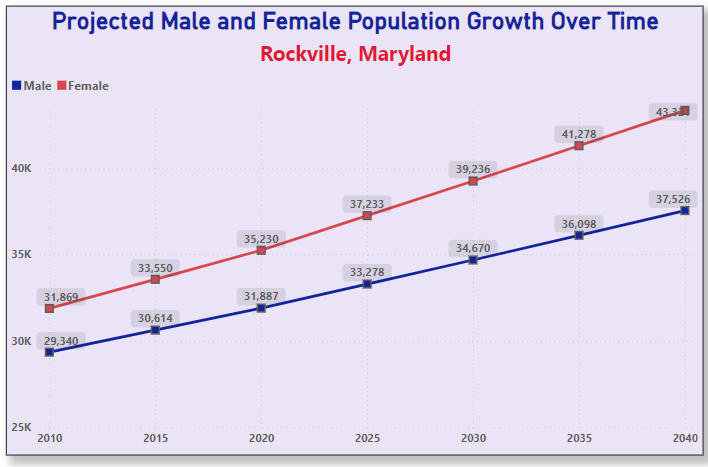 Projected Male and Female Population Growth Over Time
Rockville, Maryland
Male Female
43,3
41,278
40K
39,236
37,526
37,233
36,098
35,230
35K
34,670
33,550
33,278
31,869
31,887
30,614
30K
29,340
25K
2010 2015 2020 2025 2030 2035 2040